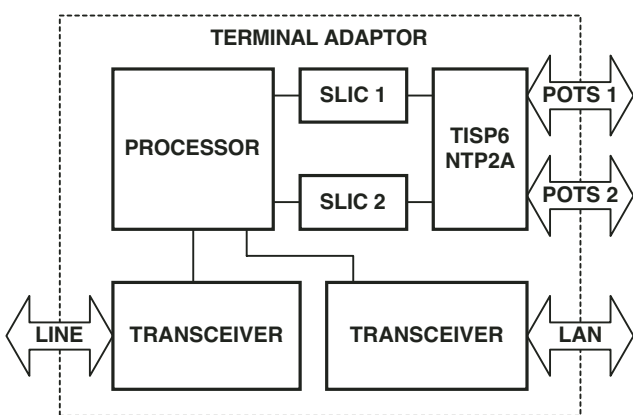 TERMINAL ADAPTOR
SLIC 1
POTS 1
PROCESSOR
TISP6
NTP2A
SLIC 2
POTS 2
LINE
TRANSCEIVER
TRANSCEIVER
LAN